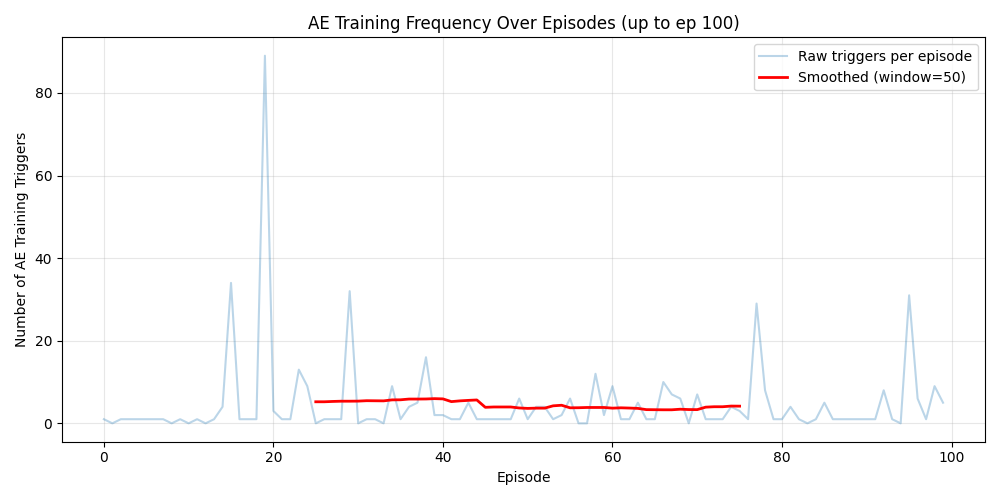 AE Training Frequency Over Episodes (up to ep 100)
Raw triggers per episode
Smoothed (window=50)
Number of AE Training Triggers
80
60
40
20
0
0 20 40 60 80 100
Episode